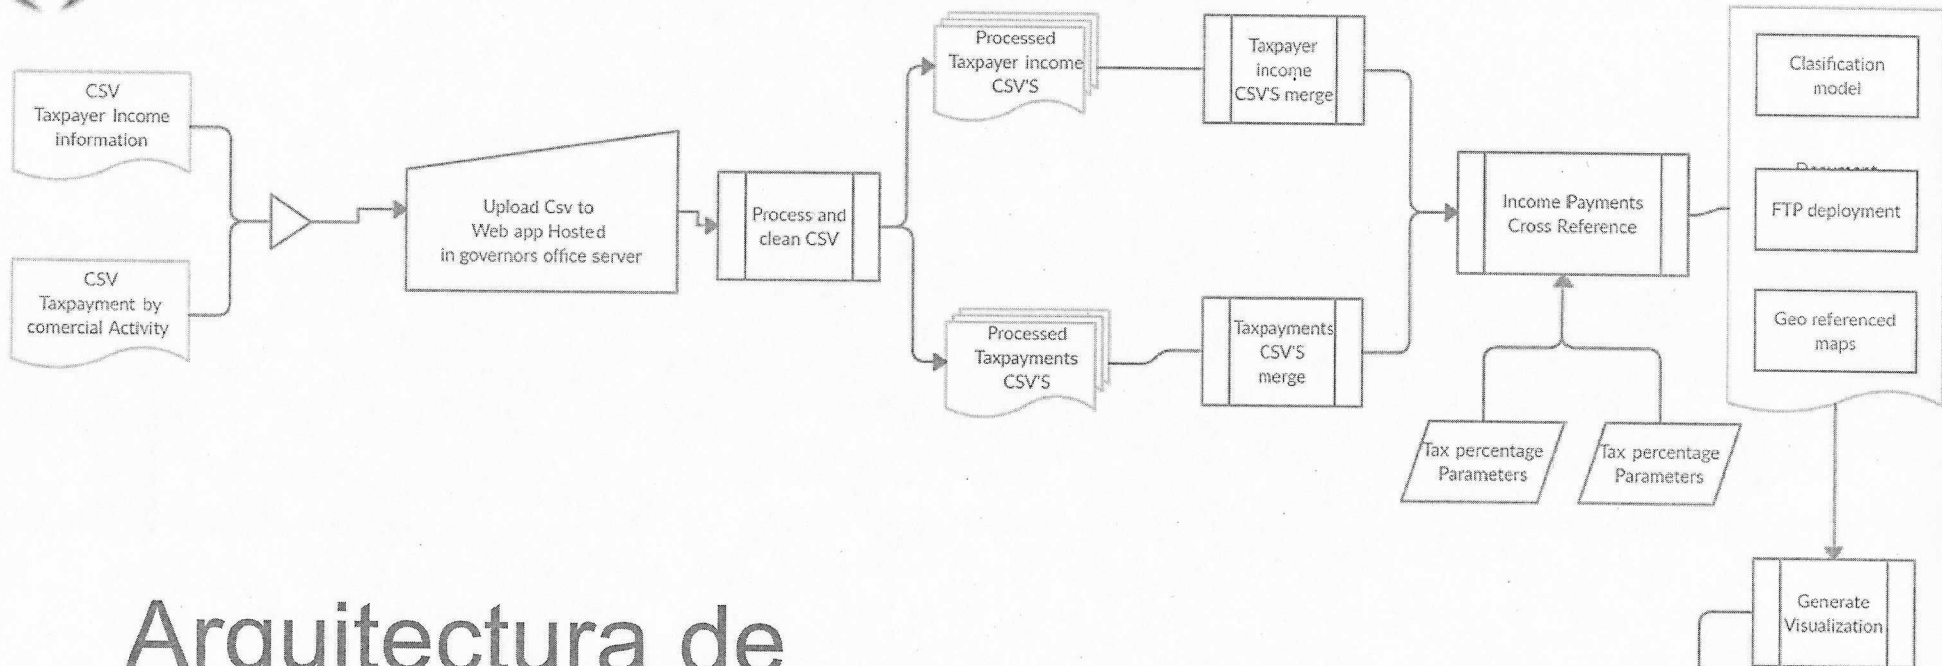 CSV
Taxpayer Income
information
CSV
Taxpayment by
comercial Activity
Upload Csv to
Web app Hosted
in governors office server
Process and
clean CSV
Processed
Taxpayer income
CSV'S
Processed
Taxpayments
CSV'S
Taxpayer
income
CSV'S merge
Taxpayments
CSV'S
merge
Income Payments
Cross Reference
Tax percentage
Parameters
Tax percentage
Parameters
Clasification
model
Document
FTP deployment
Geo referenced
maps
Generate
Visualization
Arquitectura de